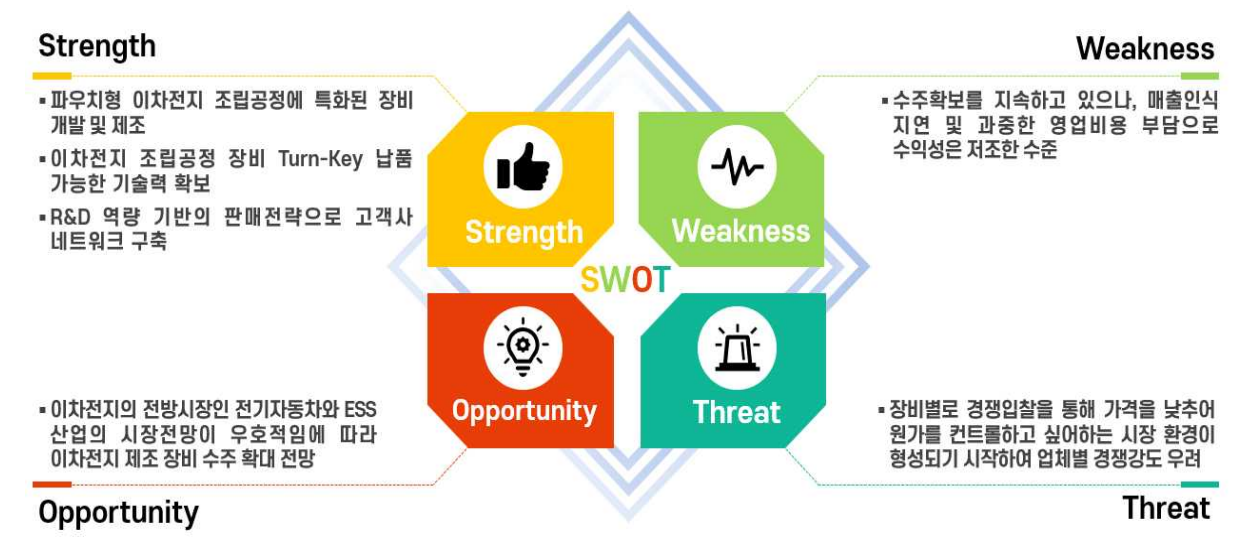 Strength
▪ 파우치형 이차전지 조립공정에 특화된 장비
개발 및 제조
▪ 이차전지 조립공정 장비 Turn-Key 납품
가능한 기술력 확보
▪ R&D 역량 기반의 판매전략으로 고객사
네트워크 구축
Weakness
▪ 수주확보를 지속하고 있으나, 매출인식
지연 및 과중한 영업비용 부담으로
수익성은 저조한 수준
Strength
Weakness
SWOT
Opportunity
Threat
▪ 이차전지의 전방시장인 전기자동차와 ESS
산업의 시장전망이 우호적임에 따라
이차전지 제조 장비 수주 확대 전망
Opportunity
▪ 장비별로 경쟁입찰을 통해 가격을 낮추어
원가를 컨트롤하고 싶어하는 시장 환경이
형성되기 시작하여 업체별 경쟁강도 우려
Threat